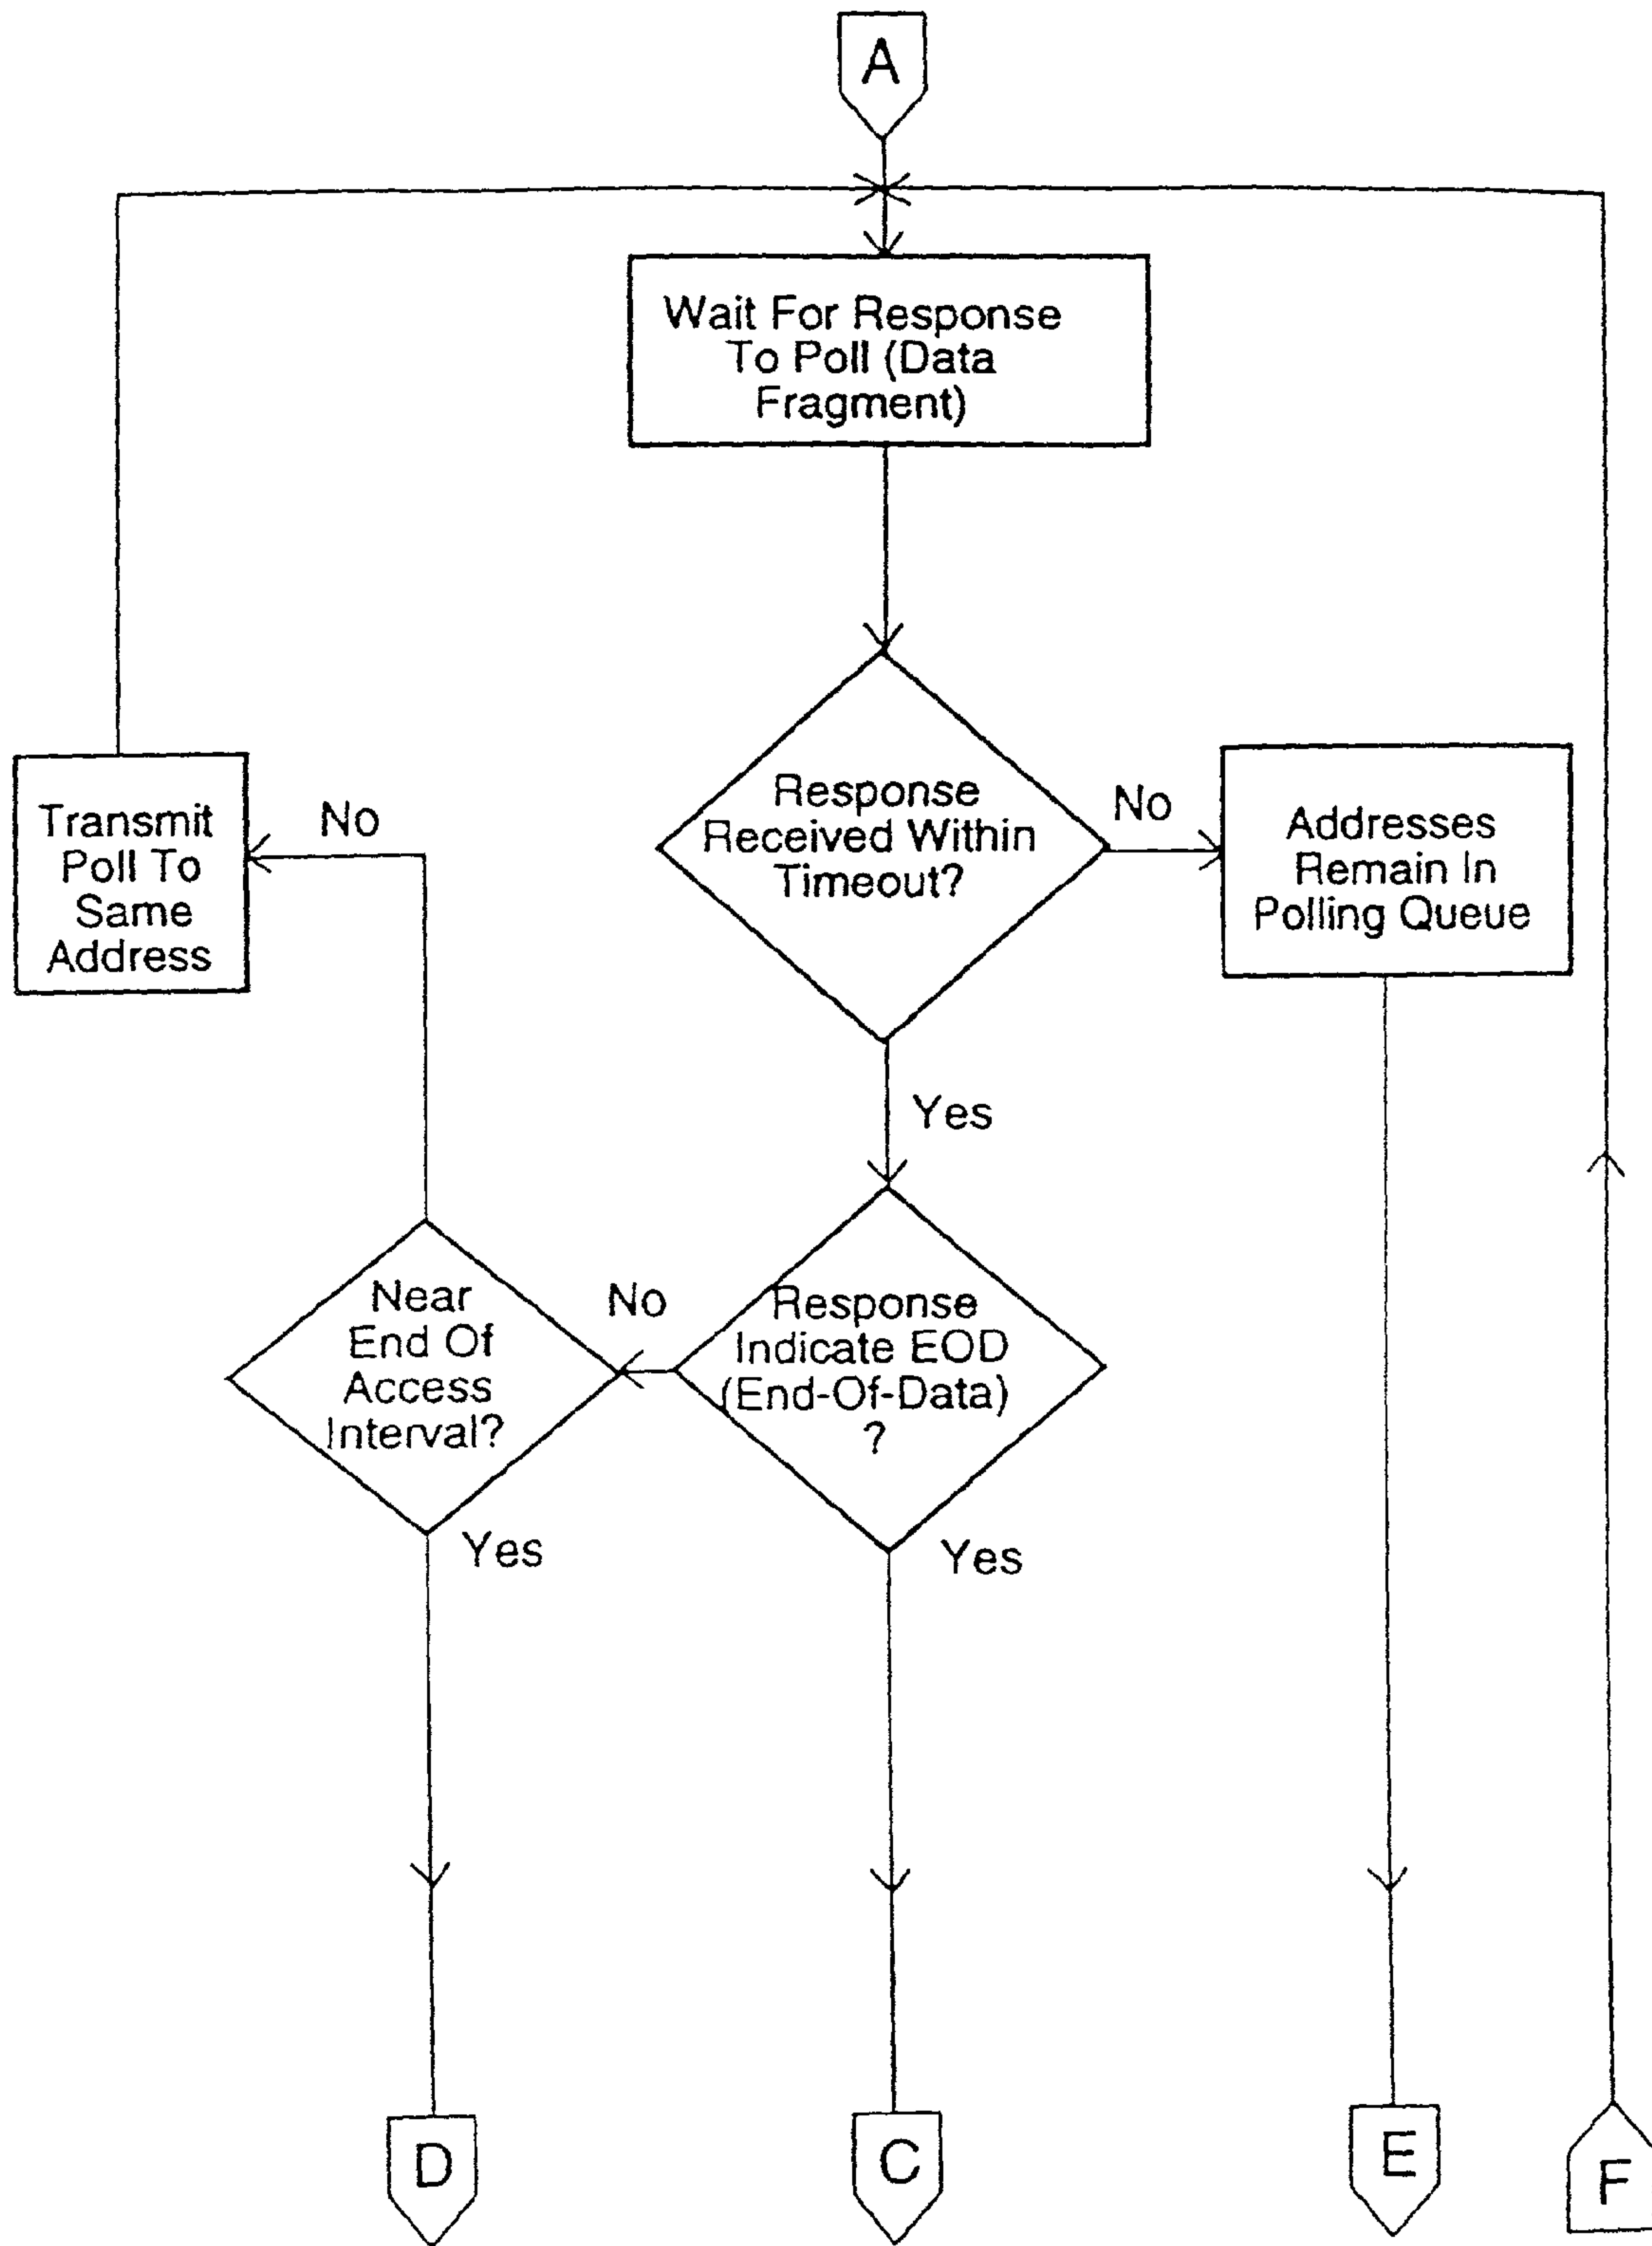 A
Wait For Response
To Poll (Data
Fragment)
Response
Received Within
Timeout?
No
Addresses
Remain In
Polling Queue
Transmit
Poll To
Same
Address
No
Yes
Near
End Of
Access
Interval?
No
Response
Indicate EOD
(End-Of-Data)
?
Yes
Yes
D
C
E
F